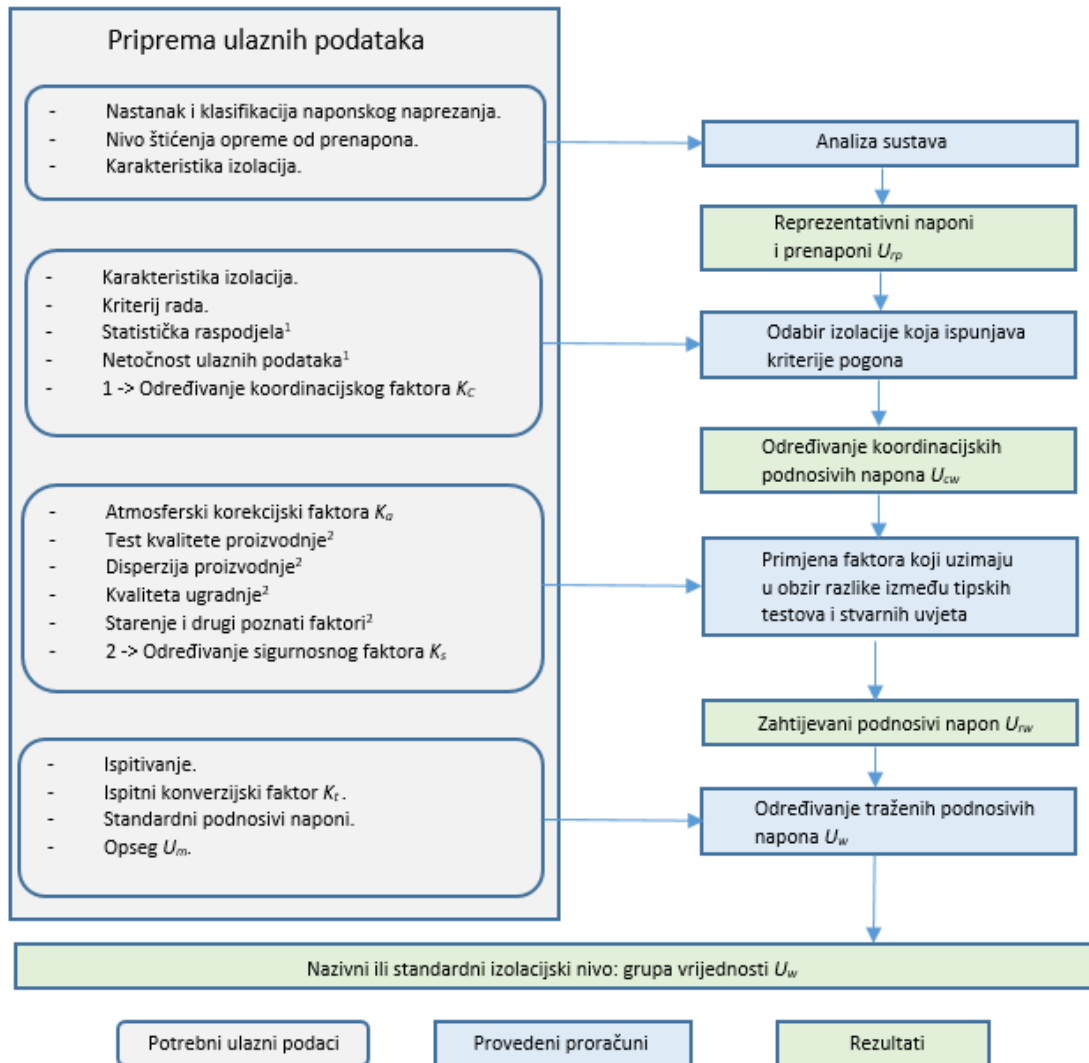 Priprema ulaznih podataka
- Nastanak i klasifikacija naponskog naprezanja.
- Nivo štićenja opreme od prenapona.
- Karakteristika izolacija.
Analiza sustava
Reprezentativni naponi
i prenaponi Urp
- Karakteristika izolacija.
- Kriterij rada.
- Statistička raspodjela¹
- Netočnost ulaznih podataka¹
- 1 -> Određivanje koordinacijskog faktora KC
Odabir izolacije koja ispunjava
kriterije pogona
Određivanje koordinacijskih
podnosivih napona Ucw
- Atmosferski korekcijski faktora Ka
- Test kvalitete proizvodnje²
- Disperzija proizvodnje²
- Kvaliteta ugradnje²
- Starenje i drugi poznati faktori²
- 2 -> Određivanje sigurnosnog faktora Ks
Primjena faktora koji uzimaju
u obzir razlike između tipskih
testova i stvarnih uvjeta
Zahtijevani podnosivi napon Urw
- Ispitivanje.
- Ispitni konverzijski faktor Kt .
- Standardni podnosivi naponi.
- Opseg Um.
Određivanje traženih podnosivih
napona Uw
Nazivni ili standardni izolacijski nivo: grupa vrijednosti Uw
Potrebni ulazni podaci
Provedeni proračuni
Rezultati